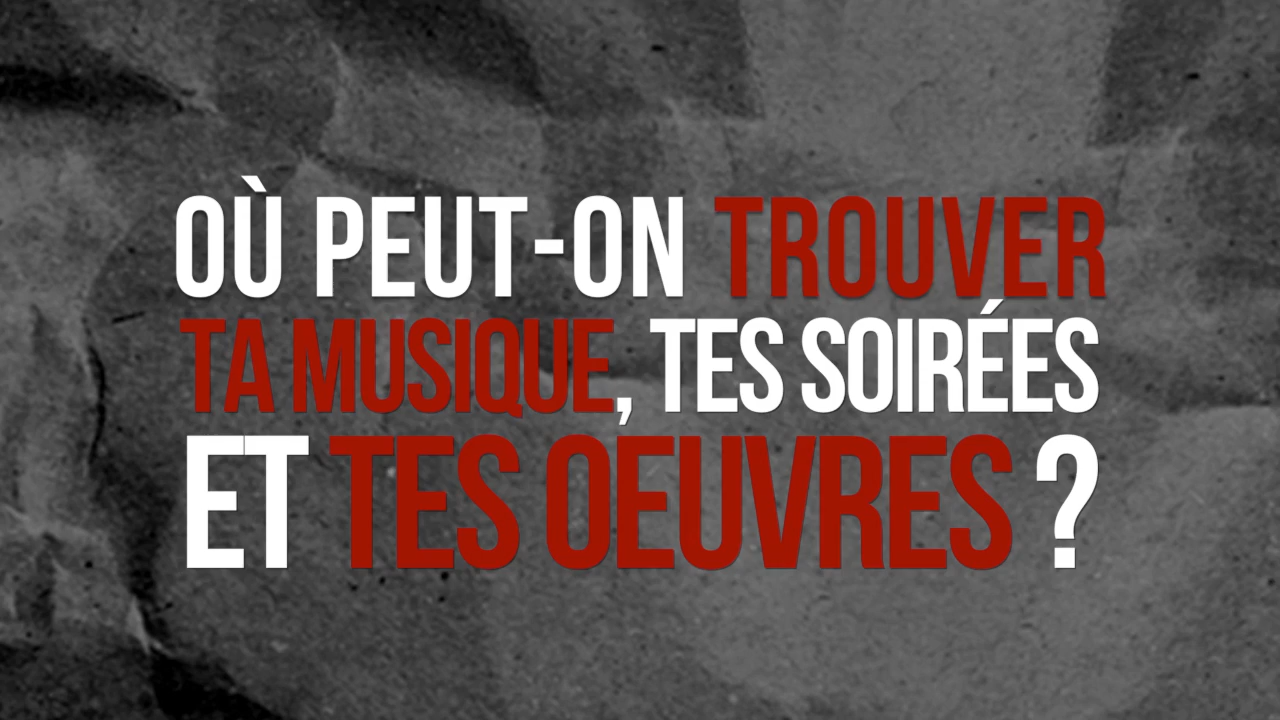 OÙ PEUT-ON TROUVER
TA MUSIQUE, TES SOIRÉES
ET TES OEUVRES ?